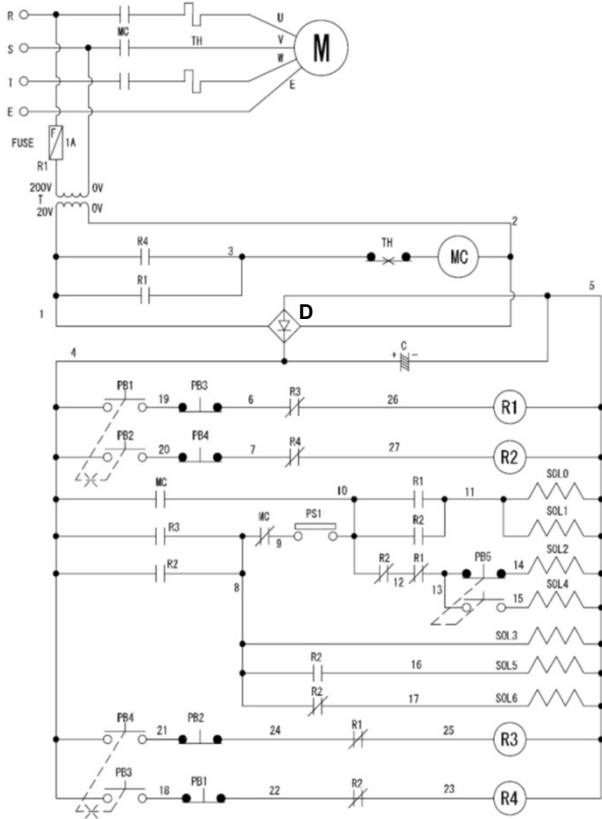 R
U
MC
S
TH
V
M
W
T
E
E
FUSE
F
1A
R1
200V
0V
T
20V
0V
2
R4
3
TH
MC
R1
1
5
D
4
C
+
-
PB1
19
PB3
6
R3
26
R1
PB2
20
PB4
7
R4
27
R2
MC
10
R1
11
SOL0
R3
MC
9
PS1
R2
SOL1
R2
8
R2
12
R1
13
PB5
14
SOL2
15
SOL4
SOL3
R2
16
SOL5
R2
17
SOL6
PB4
21
PB2
24
R1
25
R3
PB3
18
PB1
22
R2
23
R4